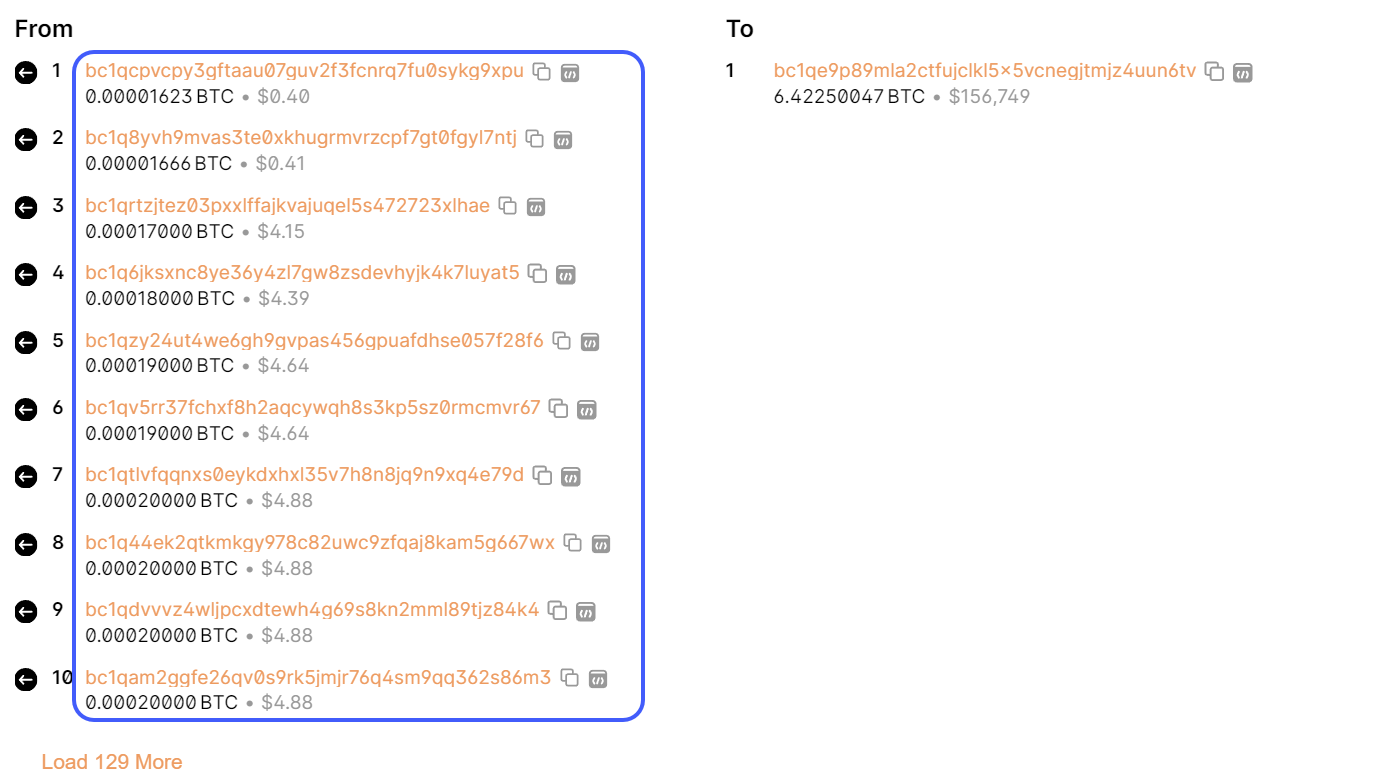 From
1 bc1qcpvcpy3gftaau07guv2f3fcnrq7fu0sykg9xpu
0.00001623 BTC • $0.40
2 bc1q8yvh9mvas3te0xkhugrmvrzcpf7gt0fgyl7ntj
0.00001666 BTC • $0.41
3 bc1qrtzjtez03pxxlffajkvajuqel5s472723xlhae
0.00017000 BTC • $4.15
4 bc1q6jksxnc8ye36y4zl7gw8zsdevhyjk4k7luyat5
0.00018000 BTC • $4.39
5 bc1qzy24ut4we6gh9gvpas456gpuafdhse057f28f6
0.00019000 BTC • $4.64
6 bc1qv5rr37fchxf8h2aqcywqh8s3kp5sz0rmcmvr67
0.00019000 BTC • $4.64
7 bc1qtlvfqqnxs0eykdxhxl35v7h8n8jq9n9xq4e79d
0.00020000 BTC • $4.88
8 bc1q44ek2qtkmkgy978c82uwc9zfqaj8kam5g667wx
0.00020000 BTC • $4.88
9 bc1qdvvvz4wljpcxdtewh4g69s8kn2mml89tjz84k4
0.00020000 BTC • $4.88
10 bc1qam2ggfe26qv0s9rk5jmjr76q4sm9qq362s86m3
0.00020000 BTC • $4.88
Load 129 More
To
1 bc1qe9p89mla2ctfujclkl5×5vcnegjtmjz4uun6tv
6.42250047 BTC • $156,749